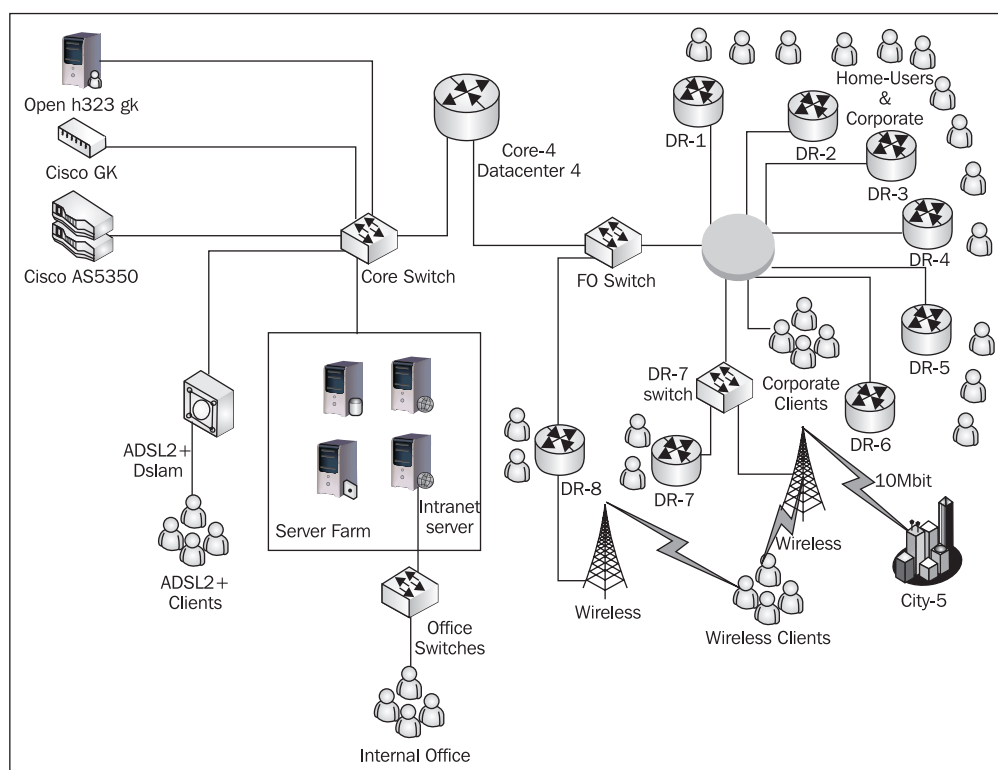 Open h323 gk
Cisco GK
Cisco AS5350
Core-4
Datacenter 4
Core Switch
FO Switch
DR-1
DR-2
DR-3
DR-4
DR-5
DR-6
Home-Users
&
Corporate
Corporate
Clients
DR-7
switch
DR-7
DR-8
ADSL2+
Dslam
ADSL2+
Clients
Server Farm
Intranet
server
Office
Switches
Internal Office
Wireless
Wireless
Wireless Clients
10Mbit
City-5